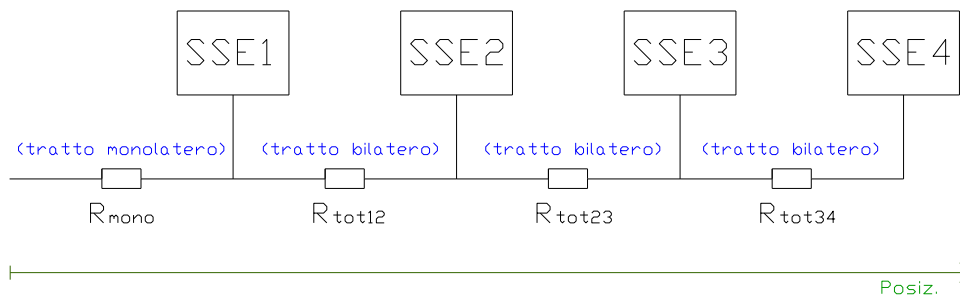 SSE1 SSE2 SSE3 SSE4
(tratto monolatero) (tratto bilatero) (tratto bilatero) (tratto bilatero)
Rmono Rtot12 Rtot23 Rtot34
Posiz.